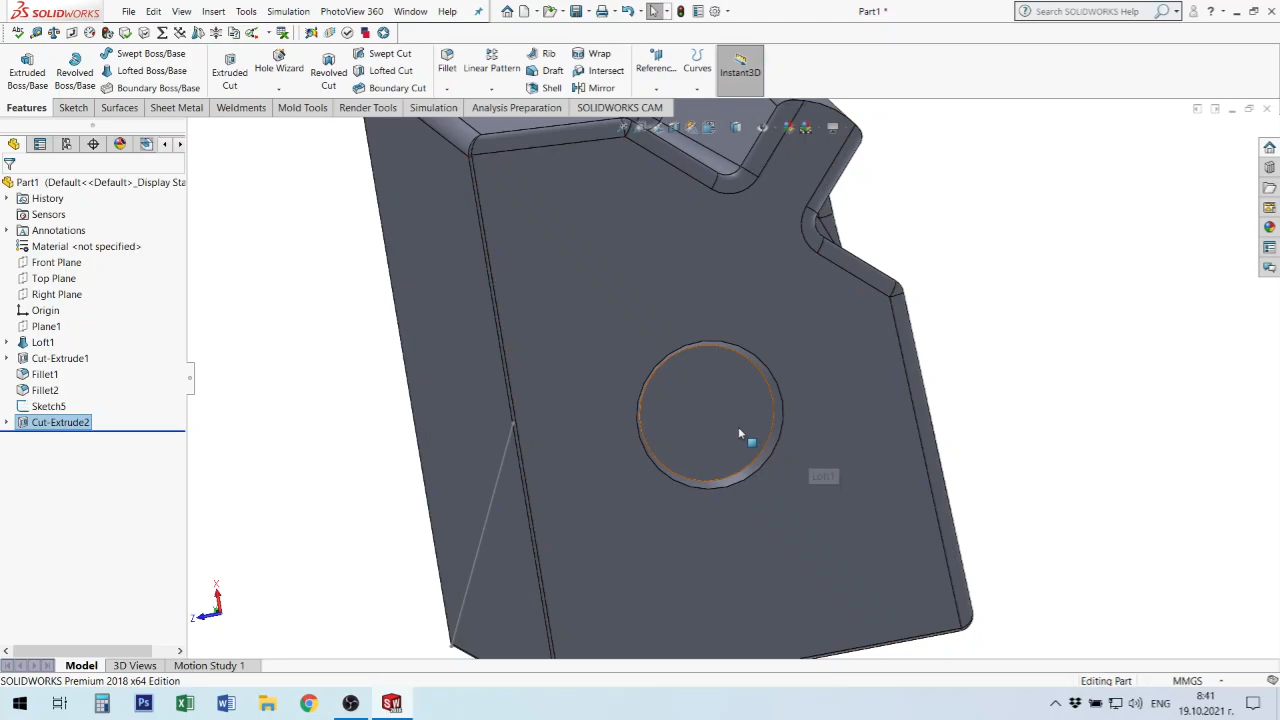 SOLIDWORKS
File Edit View Insert Tools Simulation PhotoView 360 Window Help
Part1 *
Search SOLIDWORKS Help
Extruded Boss/Base
Revolved Boss/Base
Swept Boss/Base
Lofted Boss/Base
Boundary Boss/Base
Extruded Cut
Hole Wizard
Revolved Cut
Swept Cut
Lofted Cut
Boundary Cut
Fillet
Linear Pattern
Rib
Draft
Shell
Wrap
Intersect
Mirror
Referenc...
Curves
Instant3D
Features Sketch Surfaces Sheet Metal Weldments Mold Tools Render Tools Simulation Analysis Preparation SOLIDWORKS CAM
Part1 (Default<<Default>_Display Sta
History
Sensors
Annotations
Material <not specified>
Front Plane
Top Plane
Right Plane
Origin
Plane1
Loft1
Cut-Extrude1
Fillet1
Fillet2
Sketch5
Cut-Extrude2
Loft1
X
Z
Model 3D Views Motion Study 1
SOLIDWORKS Premium 2018 x64 Edition
Editing Part
MMGS
ENG
8:41
19.10.2021 г.